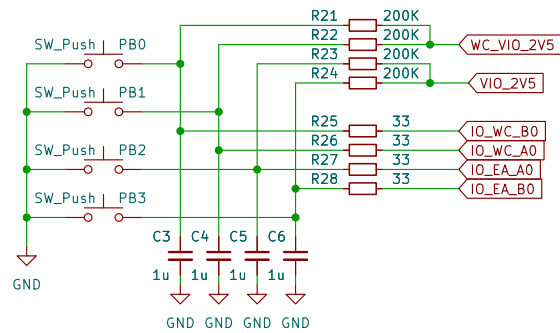 R21 200K
R22 200K WC_VIO_2V5
SW_Push PB0
R23 200K
R24 200K VIO_2V5
SW_Push PB1
R25 33 IO_WC_B0
R26 33 IO_WC_A0
SW_Push PB2
R27 33 IO_EA_A0
R28 33 IO_EA_B0
SW_Push PB3
C3 C4 C5 C6
1u 1u 1u 1u
GND
GND GND GND GND